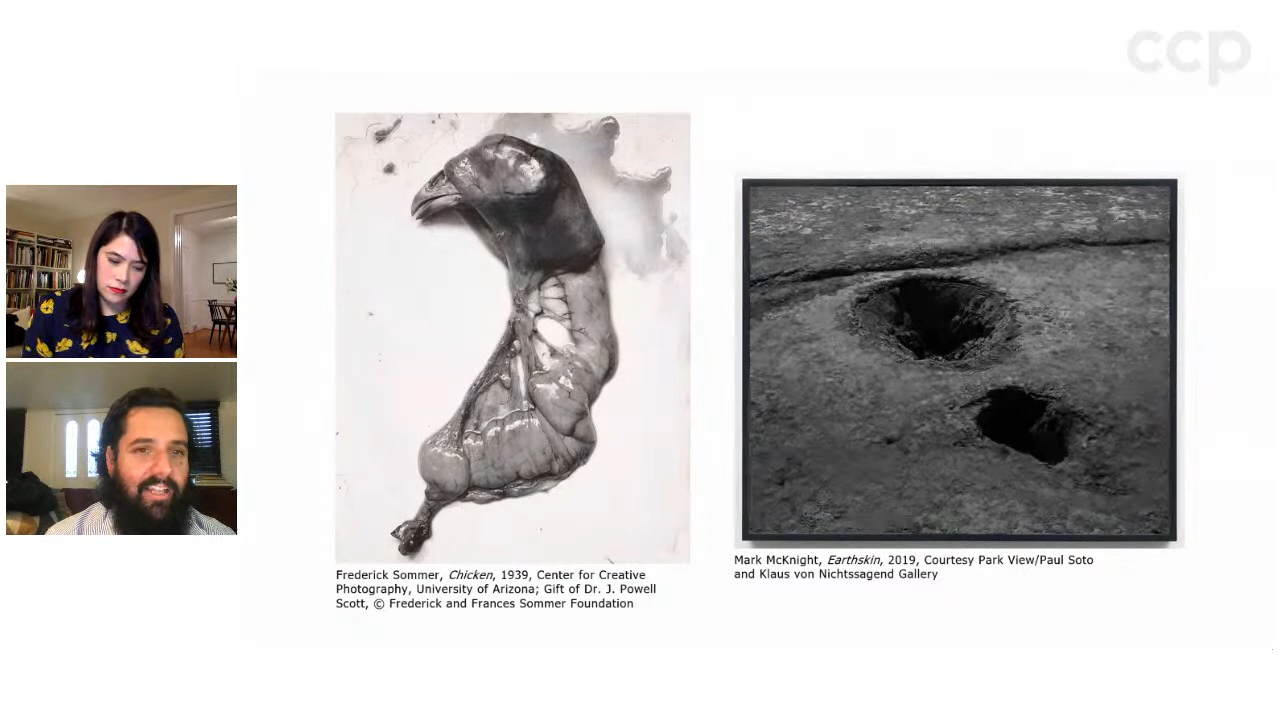 ccp
Frederick Sommer, Chicken, 1939, Center for Creative
Photography, University of Arizona; Gift of Dr. J. Powell
Scott, © Frederick and Frances Sommer Foundation
Mark McKnight, Earthskin, 2019, Courtesy Park View/Paul Soto
and Klaus von Nichtssagend Gallery